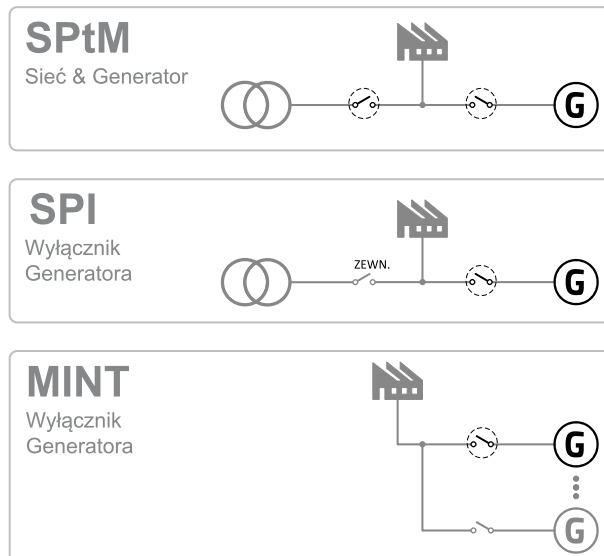 SPtM
Sieć & Generator
G
SPI
Wyłącznik
Generatora
ZEWN.
G
MINT
Wyłącznik
Generatora
G
G